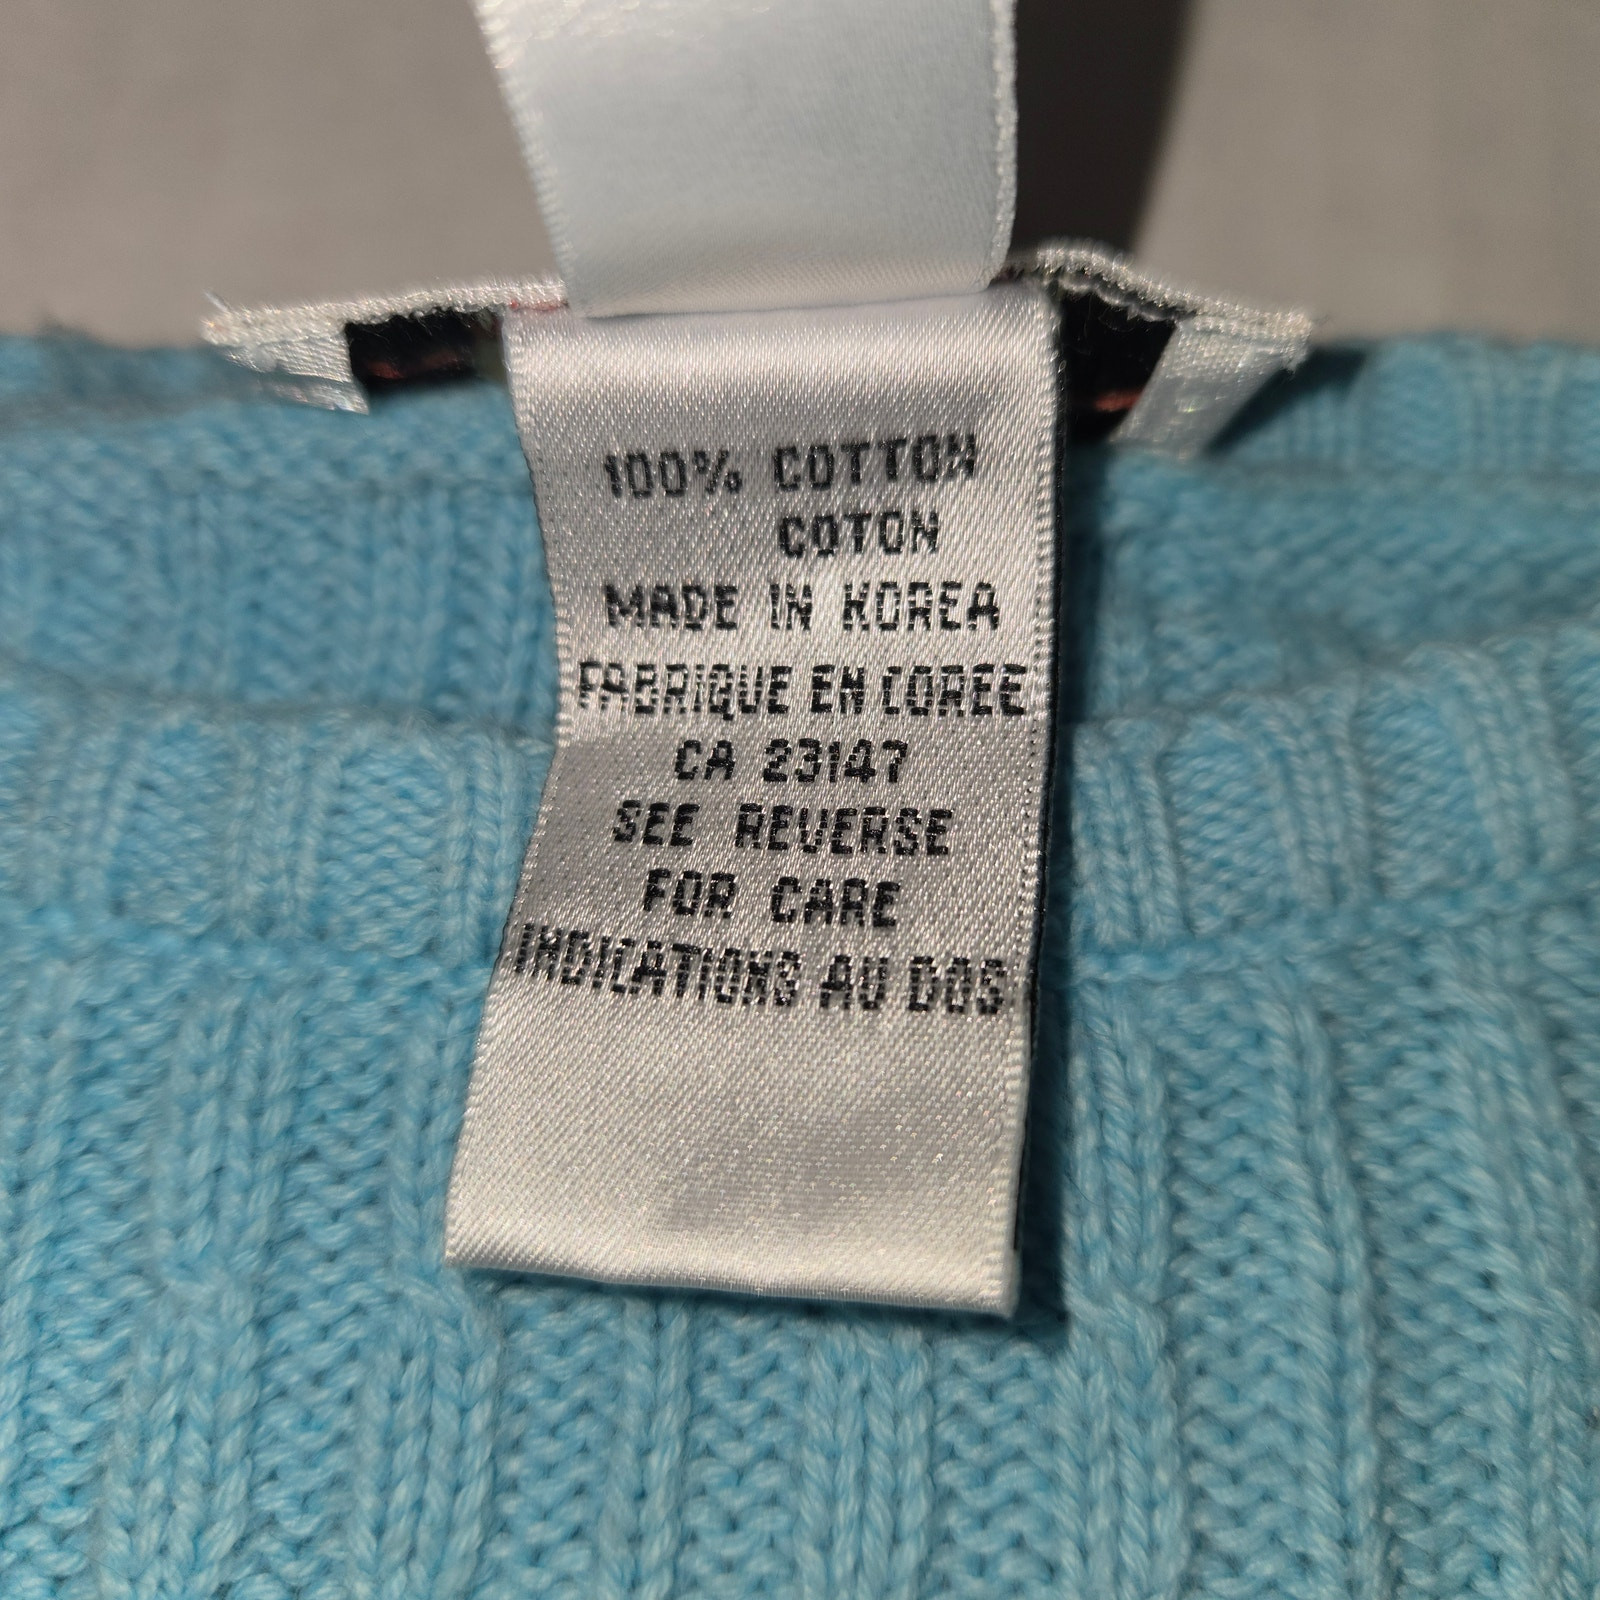 100% COTTON
COTON
MADE IN KOREA
FABRIQUE EN COREE
CA 23147
SEE REVERSE
FOR CARE
INDICATIONS AU DOS